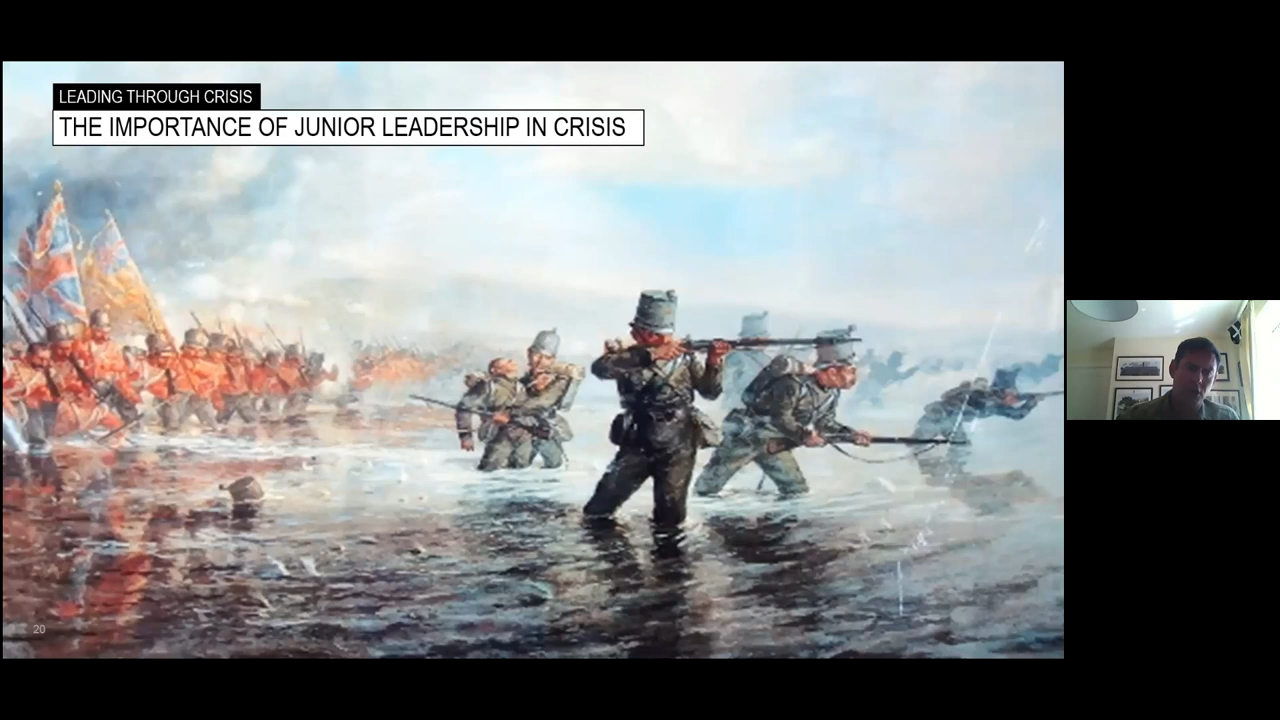 LEADING THROUGH CRISIS
THE IMPORTANCE OF JUNIOR LEADERSHIP IN CRISIS
20